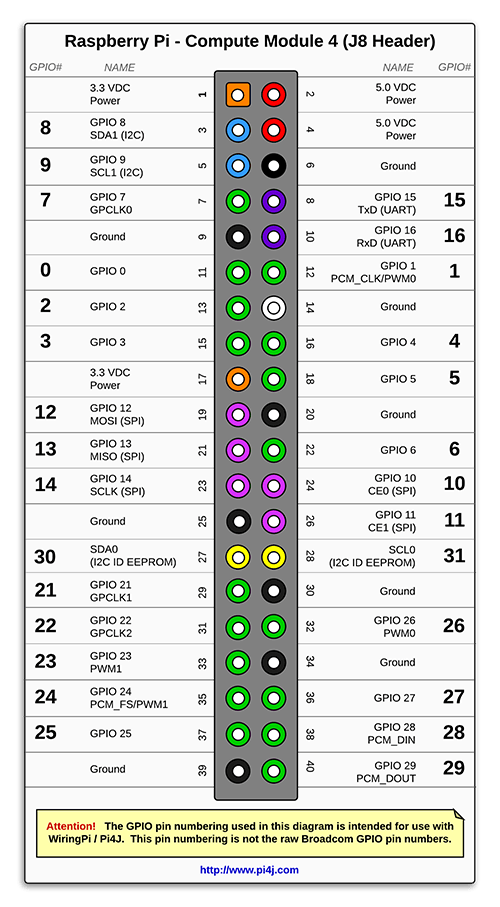 Raspberry Pi - Compute Module 4 (J8 Header)
GPIO# NAME NAME GPIO#
3.3 VDC
Power 1 2 5.0 VDC
Power
8 GPIO 8
SDA1 (I2C) 3 4 5.0 VDC
Power
9 GPIO 9
SCL1 (I2C) 5 6 Ground
7 GPIO 7
GPCLK0 7 8 GPIO 15
TxD (UART) 15
Ground 9 10 GPIO 16
RxD (UART) 16
0 GPIO 0 11 12 GPIO 1
PCM_CLK/PWM0 1
2 GPIO 2 13 14 Ground
3 GPIO 3 15 16 GPIO 4 4
3.3 VDC
Power 17 18 GPIO 5 5
12 GPIO 12
MOSI (SPI) 19 20 Ground
13 GPIO 13
MISO (SPI) 21 22 GPIO 6 6
14 GPIO 14
SCLK (SPI) 23 24 GPIO 10
CE0 (SPI) 10
Ground 25 26 GPIO 11
CE1 (SPI) 11
30 SDA0
(I2C ID EEPROM) 27 28 SCL0
(I2C ID EEPROM) 31
21 GPIO 21
GPCLK1 29 30 Ground
22 GPIO 22
GPCLK2 31 32 GPIO 26
PWM0 26
23 GPIO 23
PWM1 33 34 Ground
24 GPIO 24
PCM_FS/PWM1 35 36 GPIO 27 27
25 GPIO 25 37 38 GPIO 28
PCM_DIN 28
Ground 39 40 GPIO 29
PCM_DOUT 29
Attention! The GPIO pin numbering used in this diagram is intended for use with
WiringPi / Pi4J. This pin numbering is not the raw Broadcom GPIO pin numbers.
http://www.pi4j.com